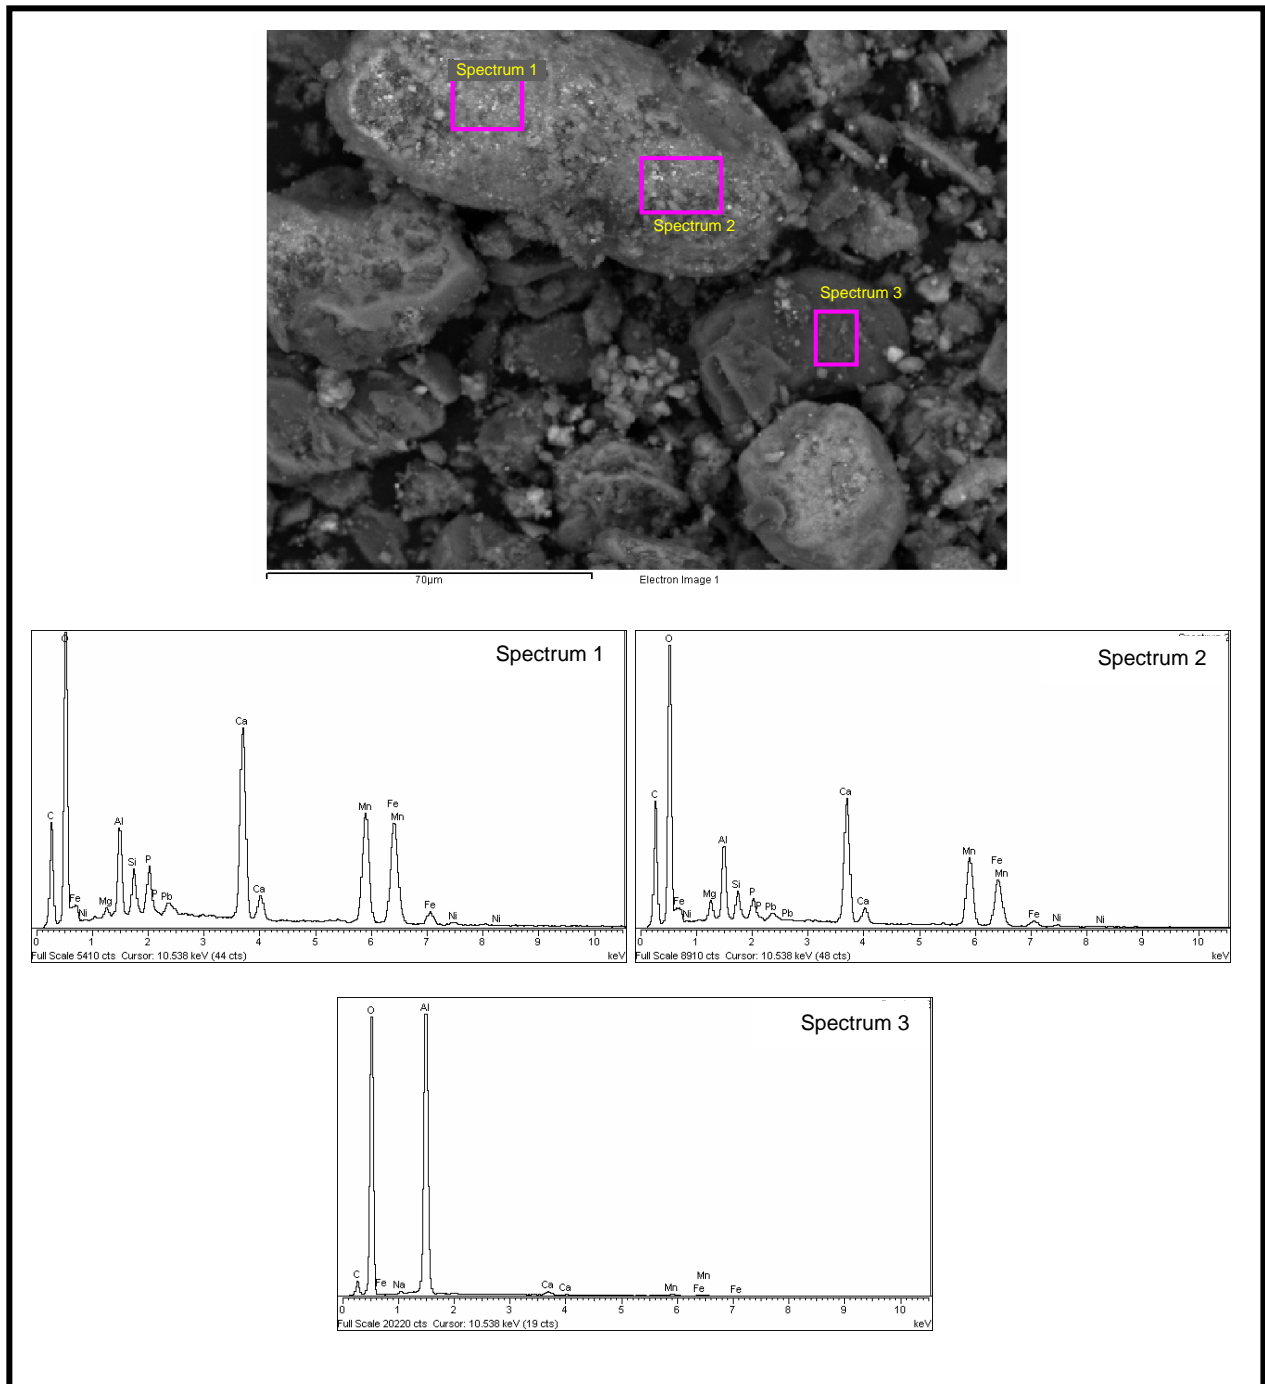 Spectrum 1
Spectrum 2
Spectrum 3
70µm
Electron Image 1
Spectrum 1
O
Ca
C
Al
Mn
Fe
Mn
Si
P
Fe
Ni
Mg
P
Pb
Ca
Fe
Ni
Ni
0 1 2 3 4 5 6 7 8 9 10
Full Scale 5410 cts Cursor: 10.538 keV (44 cts)
keV
Spectrum 2
O
C
Ca
Al
Mn
Fe
Mn
Fe
Ni
Mg
Si
P
P
Pb
Pb
Ca
Fe
Ni
Ni
0 1 2 3 4 5 6 7 8 9 10
Full Scale 8910 cts Cursor: 10.538 keV (48 cts)
keV
Spectrum 3
O
Al
C
Fe
Na
Ca
Ca
Mn
Mn
Fe
Fe
0 1 2 3 4 5 6 7 8 9 10
Full Scale 20220 cts Cursor: 10.538 keV (19 cts)
keV